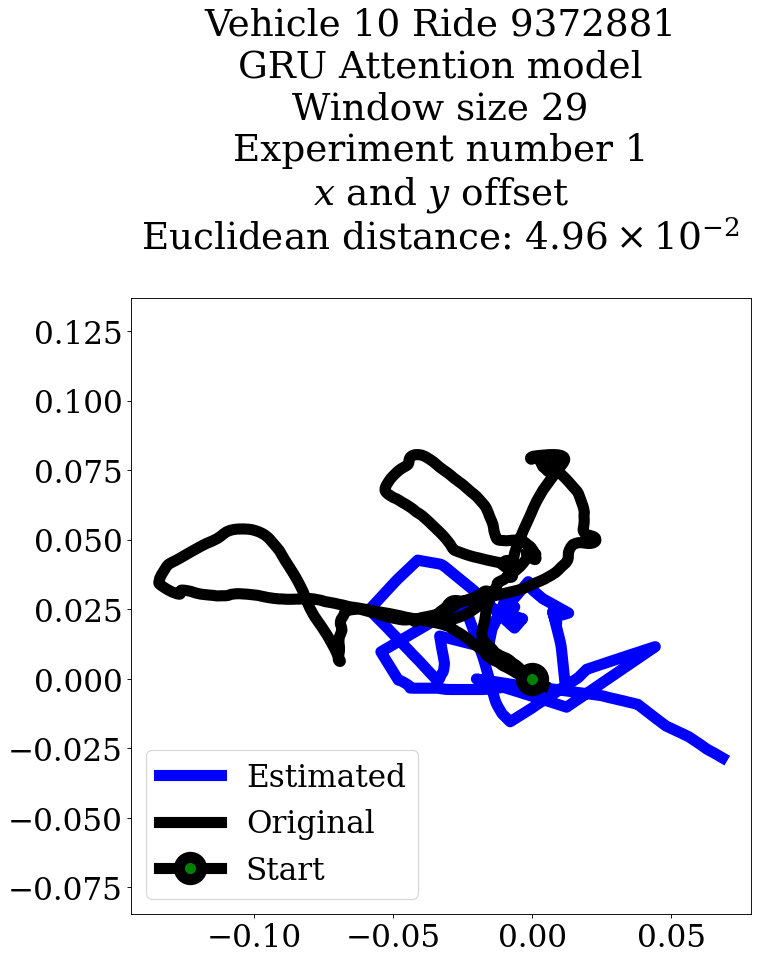 Vehicle 10 Ride 9372881
GRU Attention model
Window size 29
Experiment number 1
x and y offset
Euclidean distance: 4.96 × 10⁻²
0.125
0.100
0.075
0.050
0.025
0.000
−0.025
−0.050
−0.075
Estimated
Original
Start
−0.10 −0.05 0.00 0.05